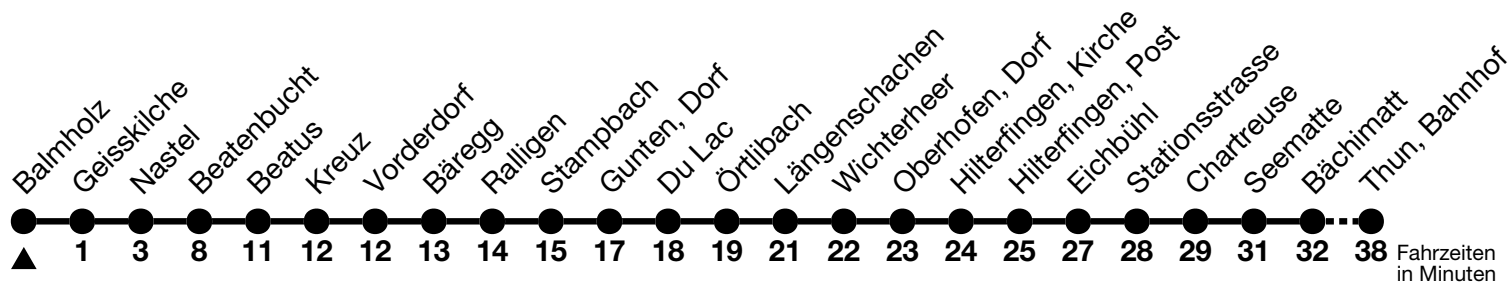 Balmholz
Geisskilche
Nastel
Beatenbucht
Beatus
Kreuz
Vorderdorf
Bäregg
Ralligen
Stampbach
Gunten, Dorf
Du Lac
Örtlibach
Längenschachen
Wichterheer
Oberhofen, Dorf
Hilterfingen, Kirche
Hilterfingen, Post
Eichbühl
Stationsstrasse
Chartreuse
Seematte
Bächimatt
Thun, Bahnhof
1 3 8 11 12 12 13 14 15 17 18 19 21 22 23 24 25 27 28 29 31 32 38
Fahrzeiten
in Minuten